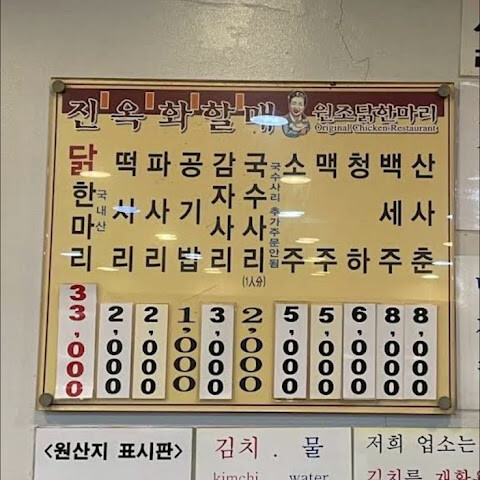 진옥화할매 원조닭한마리
Original Chicken Restaurant
닭한마리
국내산
33,000
떡사리
2,000
파사리
2,000
공기밥
1,000
감자사리
3,000
국수사리
(1人分)
2,000
국수사리 추가주문안됨
소주
5,000
맥주
5,000
청하
6,000
백세주
8,000
산사춘
8,000
<원산지 표시판>
김치 . 물
kimchi water
저희 업소는
김치를